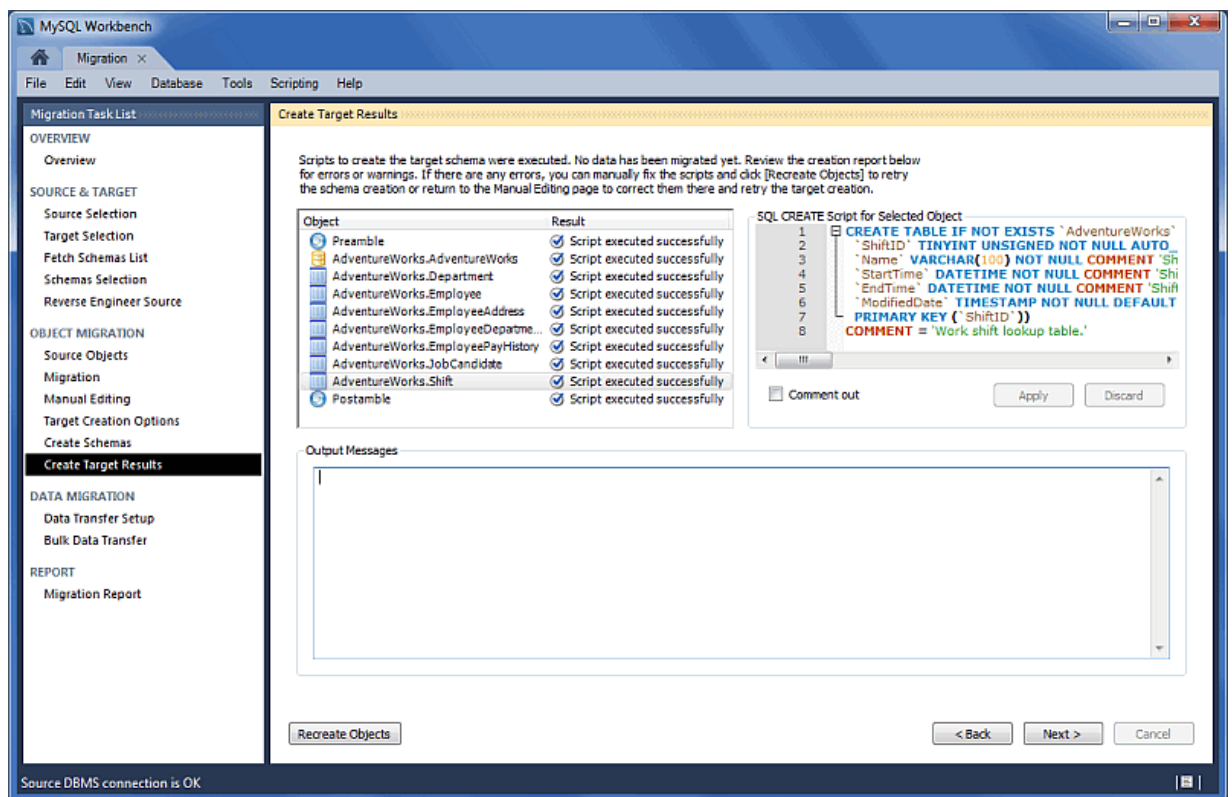 MySQL Workbench
Migration
File Edit View Database Tools Scripting Help
Migration Task List
OVERVIEW
Overview
SOURCE & TARGET
Source Selection
Target Selection
Fetch Schemas List
Schemas Selection
Reverse Engineer Source
OBJECT MIGRATION
Source Objects
Migration
Manual Editing
Target Creation Options
Create Schemas
Create Target Results
DATA MIGRATION
Data Transfer Setup
Bulk Data Transfer
REPORT
Migration Report
Create Target Results
Scripts to create the target schema were executed. No data has been migrated yet. Review the creation report below
for errors or warnings. If there are any errors, you can manually fix the scripts and click [Recreate Objects] to retry
the schema creation or return to the Manual Editing page to correct them there and retry the target creation.
Object Result
Preamble Script executed successfully
AdventureWorks.AdventureWorks Script executed successfully
AdventureWorks.Department Script executed successfully
AdventureWorks.Employee Script executed successfully
AdventureWorks.EmployeeAddress Script executed successfully
AdventureWorks.EmployeeDepartme... Script executed successfully
AdventureWorks.EmployeePayHistory Script executed successfully
AdventureWorks.JobCandidate Script executed successfully
AdventureWorks.Shift Script executed successfully
Postamble Script executed successfully
SQL CREATE Script for Selected Object
1 CREATE TABLE IF NOT EXISTS `AdventureWorks`
2 `ShiftID` TINYINT UNSIGNED NOT NULL AUTO_
3 `Name` VARCHAR(100) NOT NULL COMMENT 'Sh
4 `StartTime` DATETIME NOT NULL COMMENT 'Shi
5 `EndTime` DATETIME NOT NULL COMMENT 'Shift
6 `ModifiedDate` TIMESTAMP NOT NULL DEFAULT
7 PRIMARY KEY (`ShiftID`))
8 COMMENT = 'Work shift lookup table.'
Comment out Apply Discard
Output Messages
Recreate Objects < Back Next > Cancel
Source DBMS connection is OK